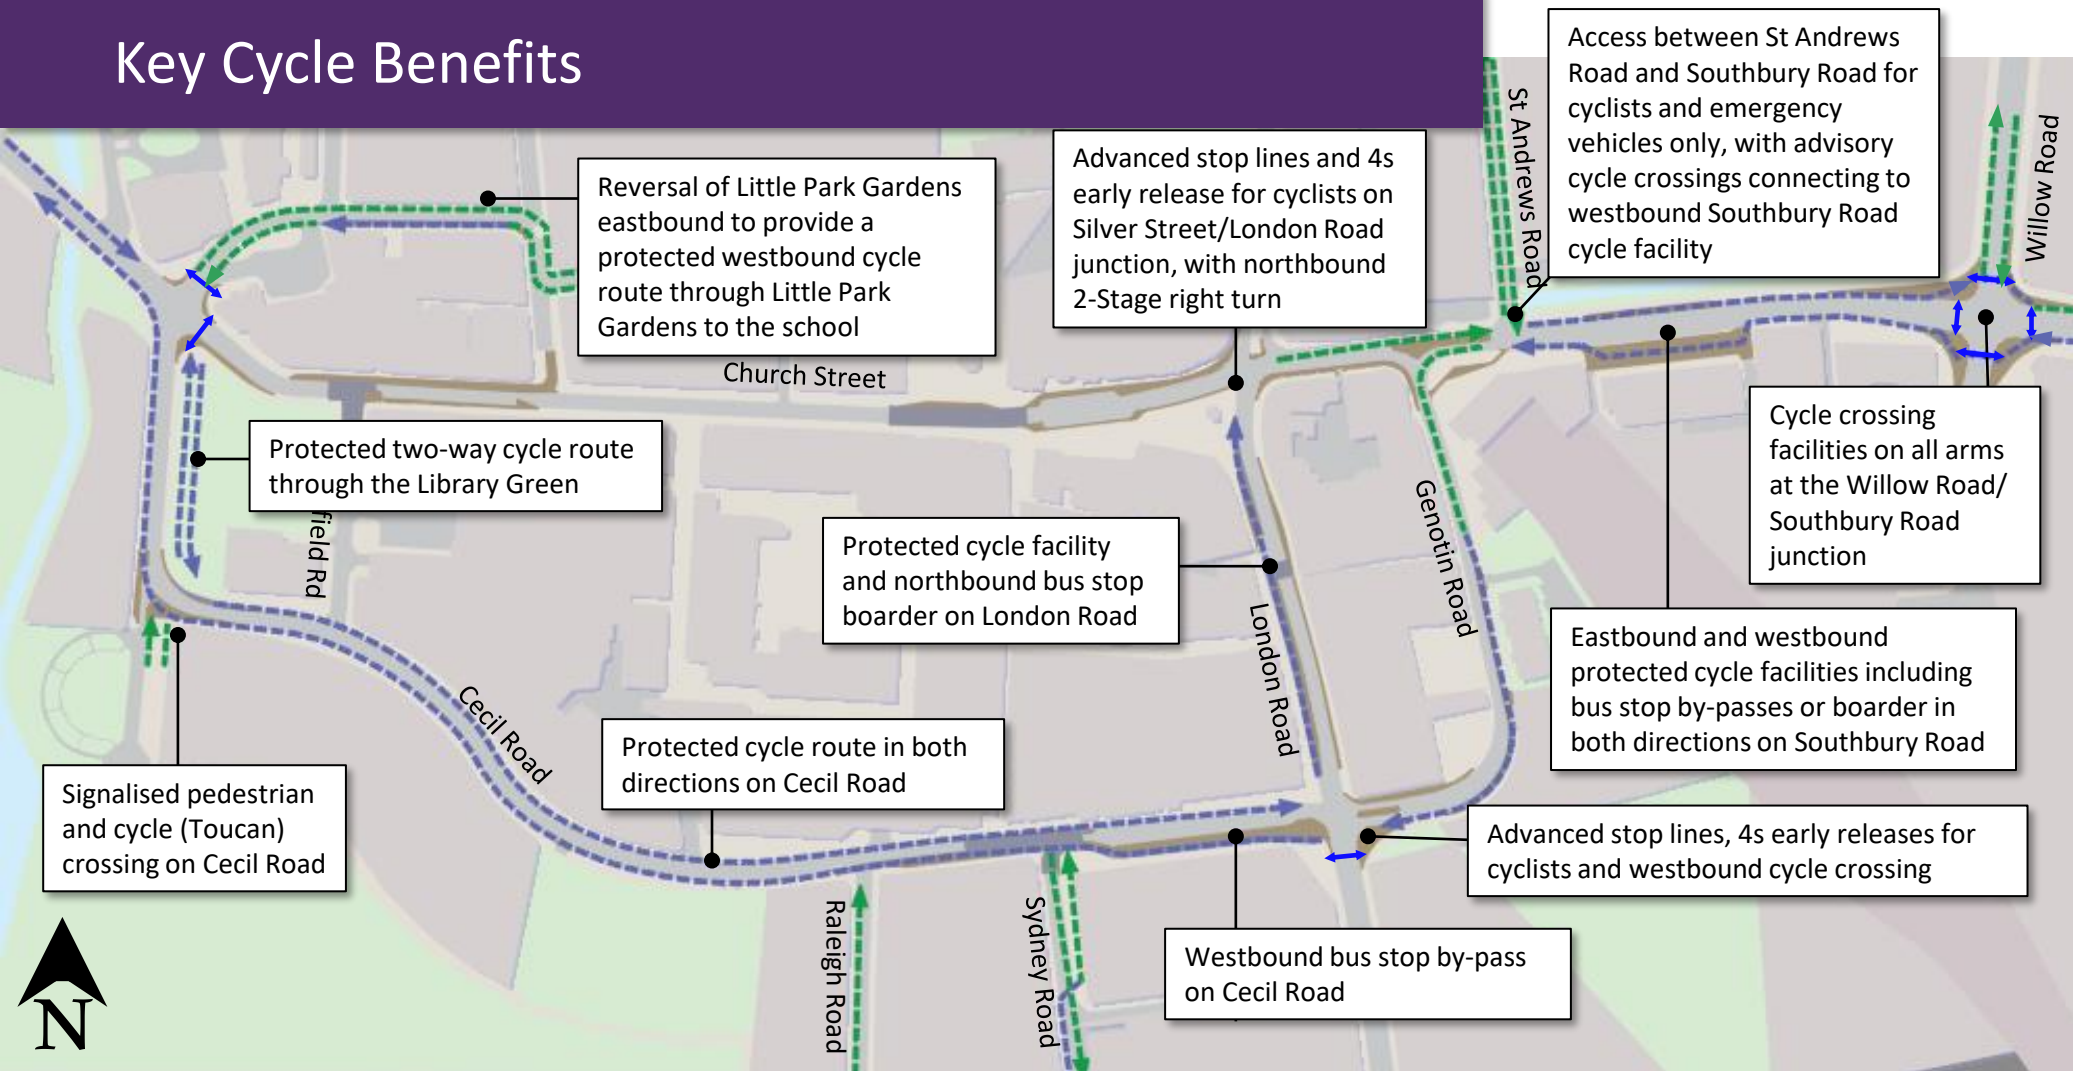 Key Cycle Benefits
Access between St Andrews
Road and Southbury Road for
cyclists and emergency
vehicles only, with advisory
cycle crossings connecting to
westbound Southbury Road
cycle facility
Reversal of Little Park Gardens
eastbound to provide a
protected westbound cycle
route through Little Park
Gardens to the school
Advanced stop lines and 4s
early release for cyclists on
Silver Street/London Road
junction, with northbound
2-Stage right turn
St Andrews Road
Willow Road
Church Street
Protected two-way cycle route
through the Library Green
field Rd
Cycle crossing
facilities on all arms
at the Willow Road/
Southbury Road
junction
Protected cycle facility
and northbound bus stop
boarder on London Road
Genotin Road
London Road
Eastbound and westbound
protected cycle facilities including
bus stop by-passes or boarder in
both directions on Southbury Road
Cecil Road
Protected cycle route in both
directions on Cecil Road
Signalised pedestrian
and cycle (Toucan)
crossing on Cecil Road
Advanced stop lines, 4s early releases for
cyclists and westbound cycle crossing
Raleigh Road
Sydney Road
Westbound bus stop by-pass
on Cecil Road
N